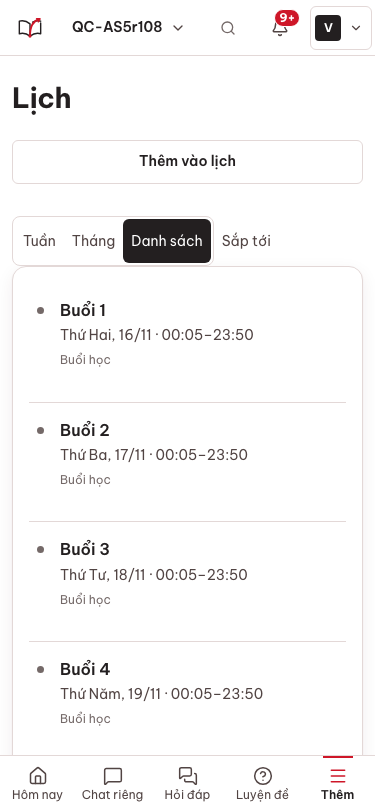 QC-AS5r108
9+
V
Lịch
Thêm vào lịch
Tuần Tháng Danh sách Sắp tới
Buổi 1
Thứ Hai, 16/11 · 00:05–23:50
Buổi học
Buổi 2
Thứ Ba, 17/11 · 00:05–23:50
Buổi học
Buổi 3
Thứ Tư, 18/11 · 00:05–23:50
Buổi học
Buổi 4
Thứ Năm, 19/11 · 00:05–23:50
Buổi học
Hôm nay Chat riêng Hỏi đáp Luyện đề Thêm